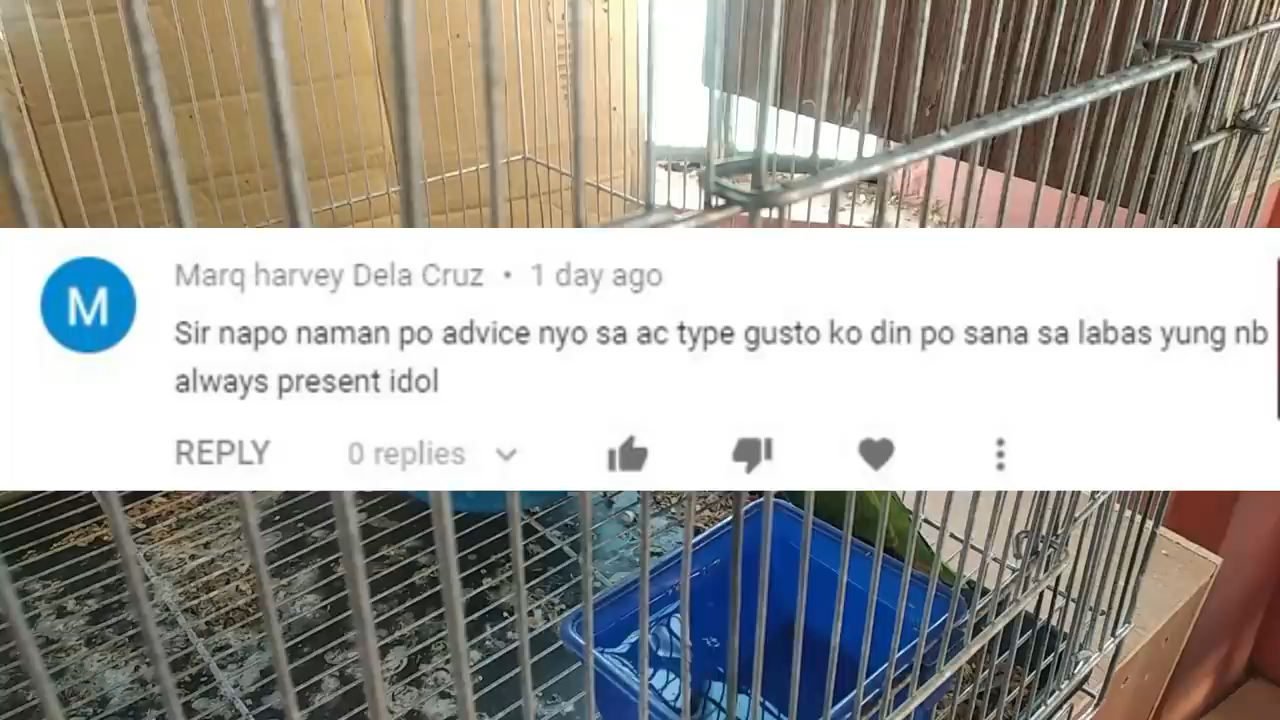 M
Marq harvey Dela Cruz • 1 day ago
Sir napo naman po advice nyo sa ac type gusto ko din po sana sa labas yung nb
always present idol
REPLY 0 replies